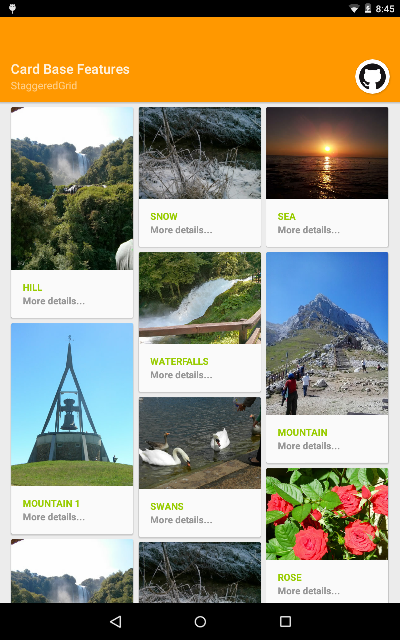 8:45
Card Base Features
StaggeredGrid
HILL
More details...
MOUNTAIN 1
More details...
SNOW
More details...
WATERFALLS
More details...
SWANS
More details...
SEA
More details...
MOUNTAIN
More details...
ROSE
More details...